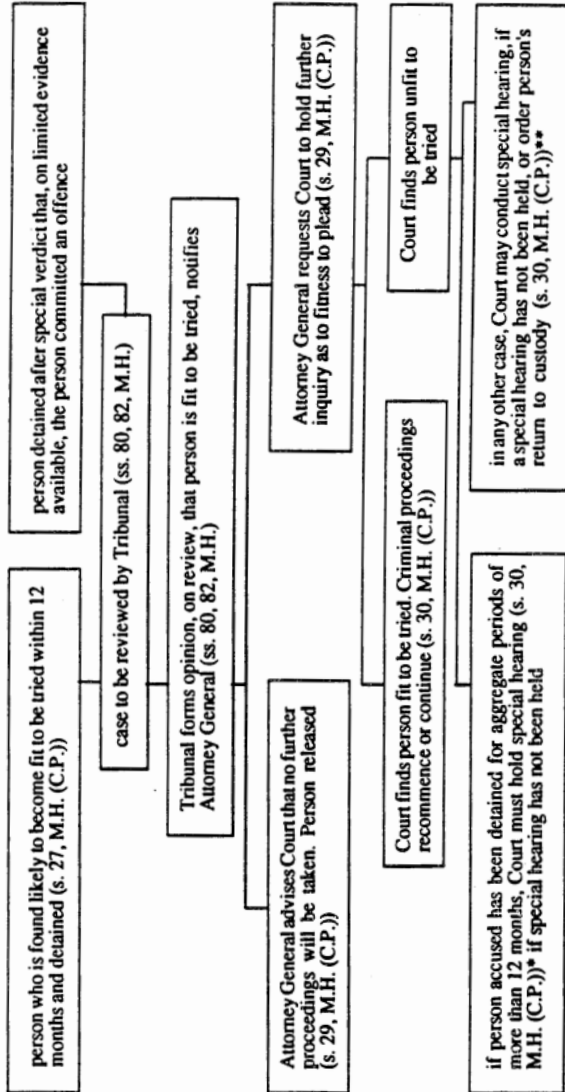 person who is found likely to become fit to be tried within 12
months and detained (s. 27, M.H. (C.P.))
person detained after special verdict that, on limited evidence
available, the person committed an offence
case to be reviewed by Tribunal (ss. 80, 82, M.H.)
Tribunal forms opinion, on review, that person is fit to be tried, notifies
Attorney General (ss. 80, 82, M.H.)
Attorney General advises Court that no further
proceedings will be taken. Person released
(s. 29, M.H. (C.P.))
Attorney General requests Court to hold further
inquiry as to fitness to plead (s. 29, M.H. (C.P.))
Court finds person fit to be tried. Criminal proceedings
recommence or continue (s. 30, M.H. (C.P.))
Court finds person unfit to
be tried
if person accused has been detained for aggregate periods of
more than 12 months, Court must hold special hearing (s. 30,
M.H. (C.P.))* if special hearing has not been held
in any other case, Court may conduct special hearing, if
a special hearing has not been held, or order person's
return to custody (s. 30, M.H. (C.P.))**